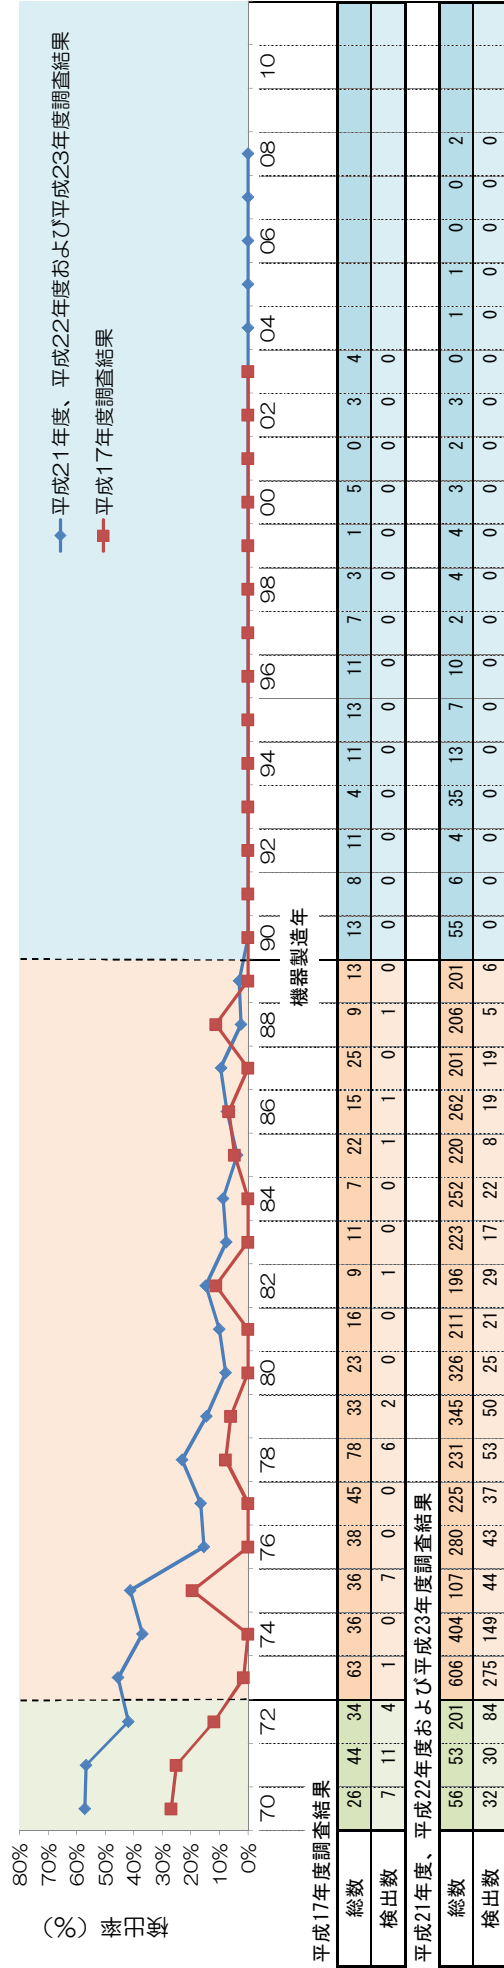 80%
70%
60%
50%
40%
30%
20%
10%
0%
検出率(%)
平成21年度、平成22年度および平成23年度調査結果
平成17年度調査結果
70 72 74 76 78 80 82 84 86 88 90 92 94 96 98 00 02 04 06 08 10
機器製造年
平成17年度調査結果
総数 26 44 34 63 36 36 38 45 78 33 23 16 9 11 7 22 15 25 9 13 13 8 11 4 11 13 11 7 3 1 5 0 3 4
検出数 7 11 4 1 0 7 0 0 6 2 0 0 1 0 0 1 1 0 1 0 0 0 0 0 0 0 0 0 0 0 0 0 0 0
平成21年度、平成22年度および平成23年度調査結果
総数 56 53 201 606 404 107 280 225 231 345 326 211 196 223 252 220 262 201 206 201 55 6 4 35 13 7 10 2 4 4 3 2 3 0 1 1 0 0 2
検出数 32 30 84 275 149 44 43 37 53 50 25 21 29 17 22 8 19 19 5 6 0 0 0 0 0 0 0 0 0 0 0 0 0 0 0 0 0 0 0